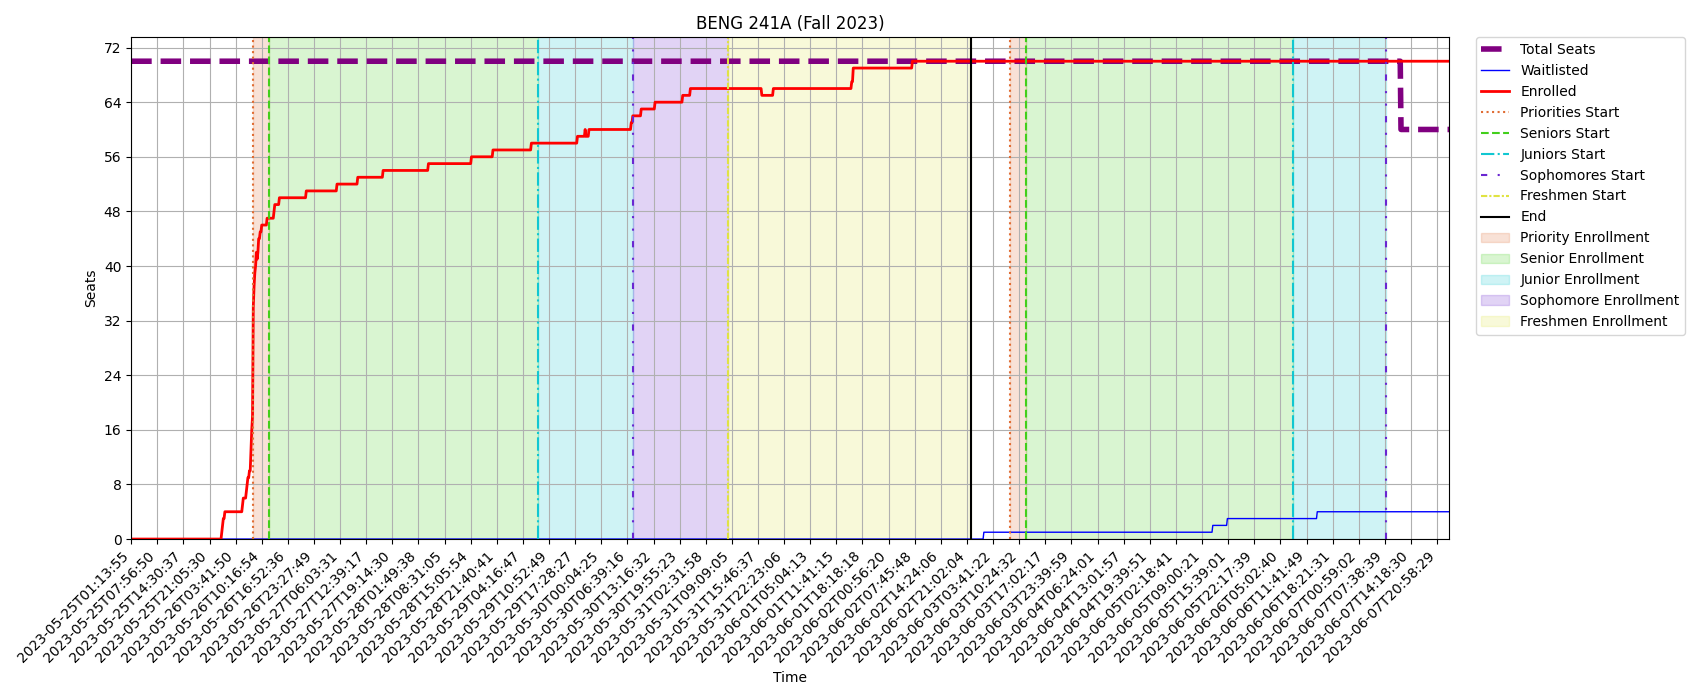 BENG 241A (Fall 2023)
Seats
72
64
56
48
40
32
24
16
8
0
2023-05-25T01:13:55
2023-05-25T07:56:50
2023-05-25T14:30:37
2023-05-25T21:05:30
2023-05-26T03:41:50
2023-05-26T10:16:54
2023-05-26T16:52:36
2023-05-26T23:27:49
2023-05-27T06:03:31
2023-05-27T12:39:17
2023-05-27T19:14:30
2023-05-28T01:49:38
2023-05-28T08:31:05
2023-05-28T15:05:54
2023-05-28T21:40:41
2023-05-29T04:16:47
2023-05-29T10:52:49
2023-05-29T17:28:27
2023-05-30T00:04:25
2023-05-30T06:39:16
2023-05-30T13:16:32
2023-05-30T19:55:23
2023-05-31T02:31:58
2023-05-31T09:09:05
2023-05-31T15:46:37
2023-05-31T22:23:06
2023-06-01T05:04:13
2023-06-01T11:41:15
2023-06-01T18:18:18
2023-06-02T00:56:20
2023-06-02T07:45:48
2023-06-02T14:24:06
2023-06-02T21:02:04
2023-06-03T03:41:22
2023-06-03T10:24:32
2023-06-03T17:02:17
2023-06-03T23:39:59
2023-06-04T06:24:01
2023-06-04T13:01:57
2023-06-04T19:39:51
2023-06-05T02:18:41
2023-06-05T09:00:21
2023-06-05T15:39:01
2023-06-05T22:17:39
2023-06-06T05:02:40
2023-06-06T11:41:49
2023-06-06T18:21:31
2023-06-07T00:59:02
2023-06-07T07:38:39
2023-06-07T14:18:30
2023-06-07T20:58:29
Time
Total Seats
Waitlisted
Enrolled
Priorities Start
Seniors Start
Juniors Start
Sophomores Start
Freshmen Start
End
Priority Enrollment
Senior Enrollment
Junior Enrollment
Sophomore Enrollment
Freshmen Enrollment